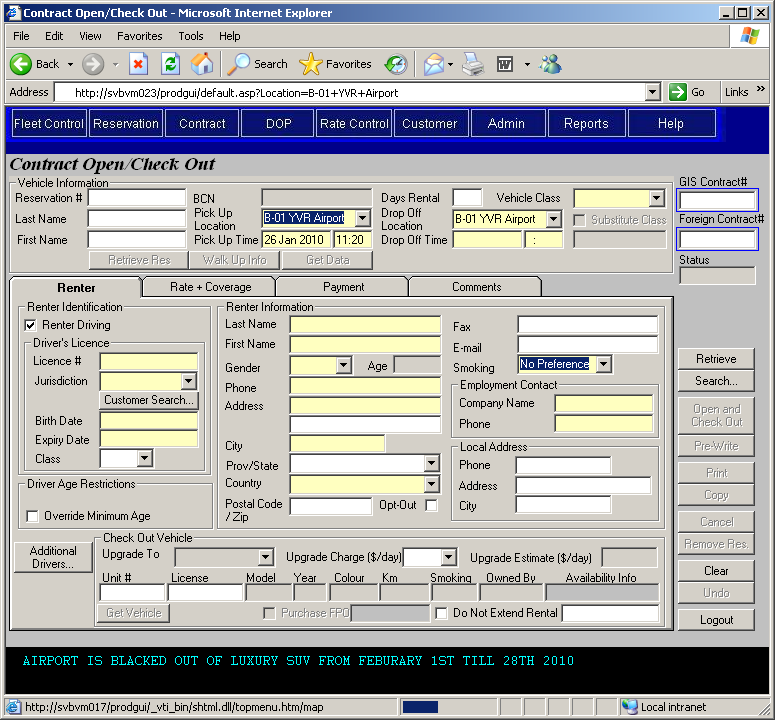 Contract Open/Check Out - Microsoft Internet Explorer
File Edit View Favorites Tools Help
Back Search Favorites
Address http://svbvm023/prodgui/default.asp?Location=B-01+YVR+Airport Go Links »
Fleet Control Reservation Contract DOP Rate Control Customer Admin Reports Help
Contract Open/Check Out
Vehicle Information
GIS Contract#
Reservation # BCN Days Rental Vehicle Class
Last Name Pick Up Location B-01 YVR Airport Drop Off Location B-01 YVR Airport Substitute Class
Foreign Contract#
First Name Pick Up Time 26 Jan 2010 11:20 Drop Off Time :
Retrieve Res Walk Up Info Get Data
Status
Renter Rate + Coverage Payment Comments
Renter Identification
Renter Driving
Driver's Licence
Licence #
Jurisdiction
Customer Search...
Birth Date
Expiry Date
Class
Driver Age Restrictions
Override Minimum Age
Renter Information
Last Name
First Name
Gender Age
Phone
Address
City
Prov/State
Country
Postal Code / Zip Opt-Out
Fax
E-mail
Smoking No Preference
Employment Contact
Company Name
Phone
Local Address
Phone
Address
City
Retrieve
Search...
Open and Check Out
Pre-Write
Print
Copy
Cancel
Remove Res.
Clear
Undo
Logout
Additional Drivers...
Check Out Vehicle
Upgrade To Upgrade Charge ($/day) Upgrade Estimate ($/day)
Unit # License Model Year Colour Km Smoking Owned By Availability Info
Get Vehicle Purchase FPO Do Not Extend Rental
AIRPORT IS BLACKED OUT OF LUXURY SUV FROM FEBURARY 1ST TILL 28TH 2010
http://svbvm017/prodgui/_vti_bin/shtml.dll/topmenu.htm/map Local intranet